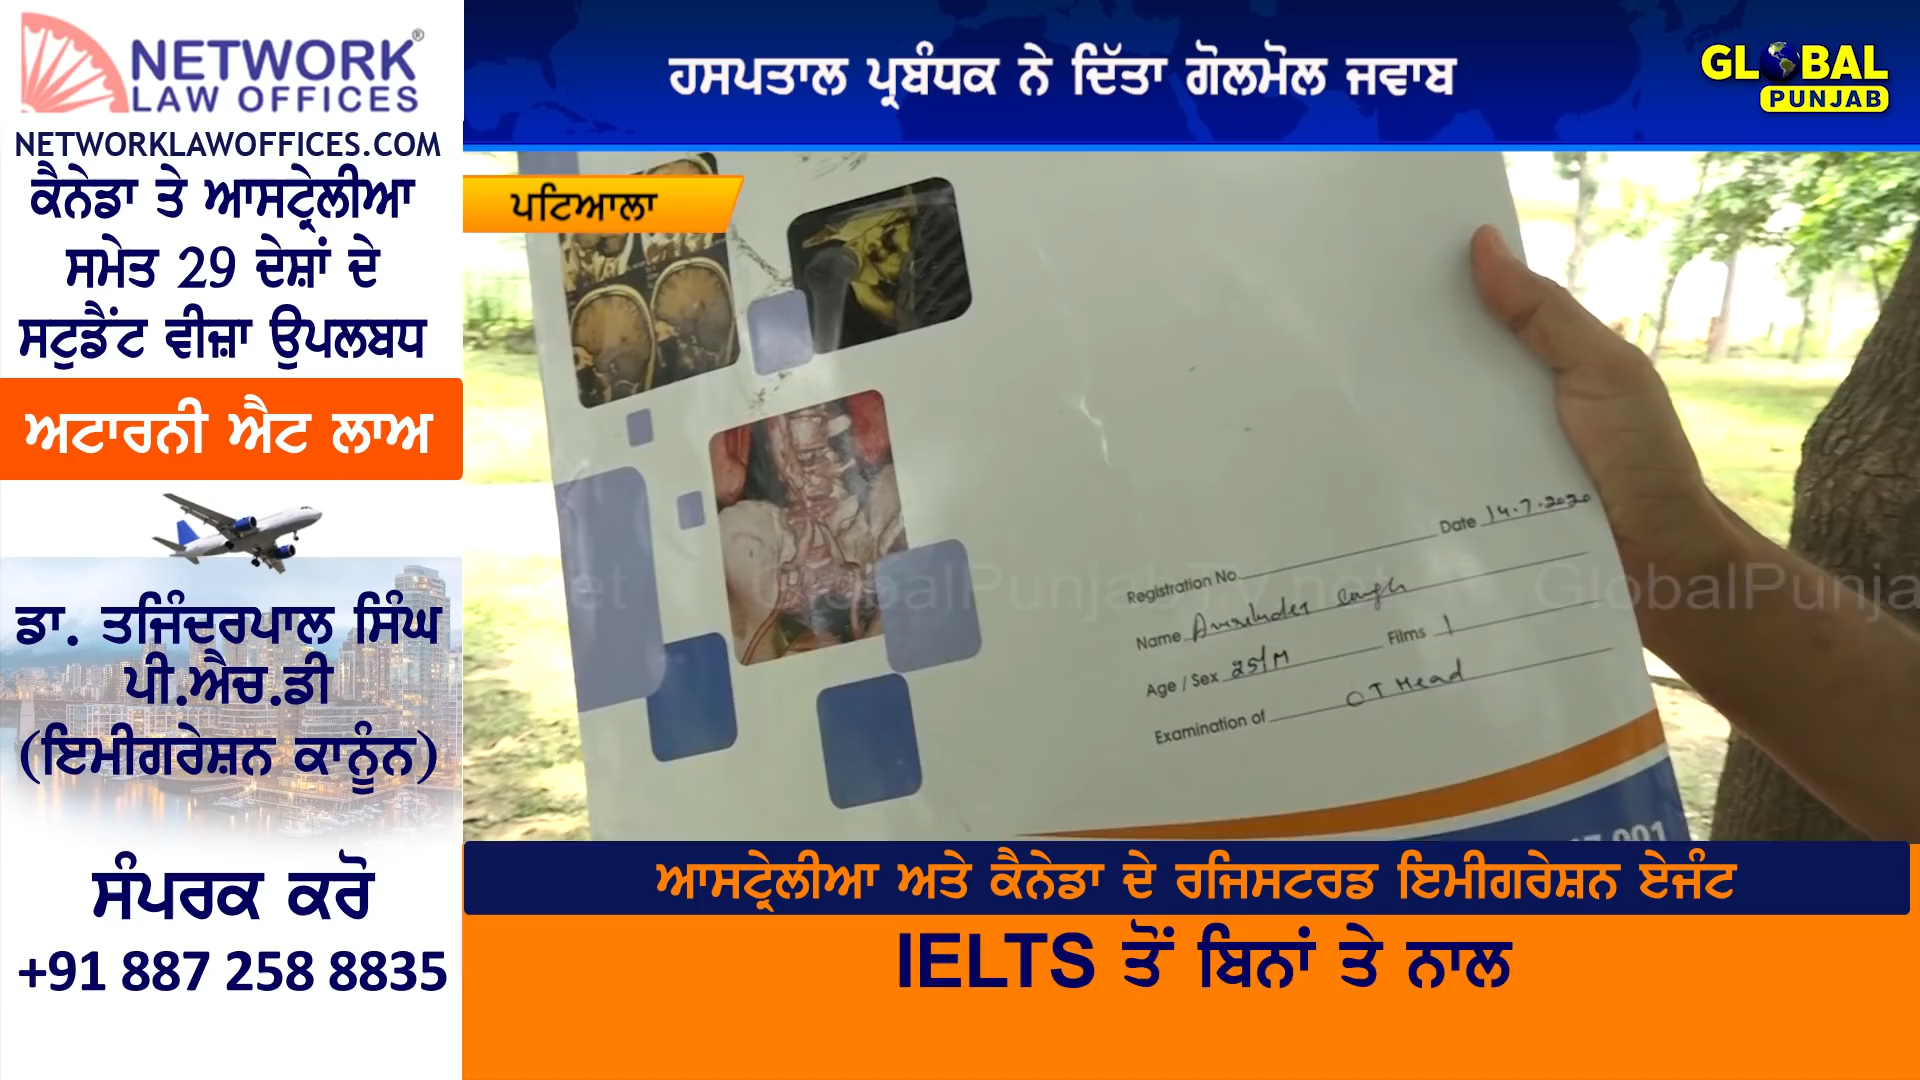 NETWORK®
LAW OFFICES
NETWORKLAWOFFICES.COM
ਕੈਨੇਡਾ ਤੇ ਆਸਟ੍ਰੇਲੀਆ
ਸਮੇਤ 29 ਦੇਸ਼ਾਂ ਦੇ
ਸਟੁਡੈਂਟ ਵੀਜ਼ਾ ਉਪਲਬਧ
ਅਟਾਰਨੀ ਐਟ ਲਾਅ
ਡਾ. ਤਜਿੰਦਰਪਾਲ ਸਿੰਘ
ਪੀ.ਐਚ.ਡੀ
(ਇਮੀਗਰੇਸ਼ਨ ਕਾਨੂੰਨ)
ਸੰਪਰਕ ਕਰੋ
+91 887 258 8835
ਹਸਪਤਾਲ ਪ੍ਰਬੰਧਕ ਨੇ ਦਿੱਤਾ ਗੋਲਮੋਲ ਜਵਾਬ
GLOBAL
PUNJAB
ਪਟਿਆਲਾ
Date 14.7.2020
Registration No
Name
Age / Sex 25/M Films 1
Examination of CT Head
GlobalPunjabTv.net
GlobalPunja
ਆਸਟ੍ਰੇਲੀਆ ਅਤੇ ਕੈਨੇਡਾ ਦੇ ਰਜਿਸਟਰਡ ਇਮੀਗਰੇਸ਼ਨ ਏਜੰਟ
IELTS ਤੋਂ ਬਿਨਾਂ ਤੇ ਨਾਲ